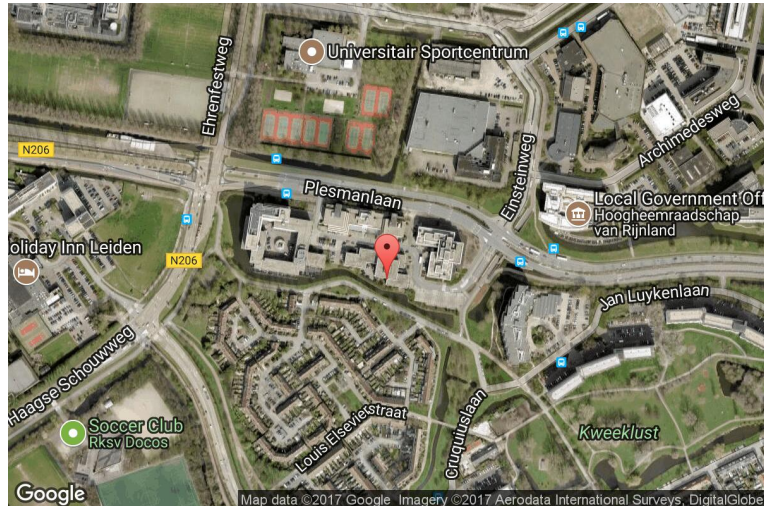 Ehrenfestweg
Universitair Sportcentrum
Archimedesweg
N206
Einsteinweg
Plesmanlaan
Local Government Off
Hoogheemraadschap
van Rijnland
oliday Inn Leiden
N206
Jan Luykenlaan
Haagse Schouwweg
Soccer Club
Rksv Docos
Louis Elsevierstraat
Cruquiuslaan
Kweeklust
Google
Map data ©2017 Google Imagery ©2017 Aerodata International Surveys, DigitalGlobe